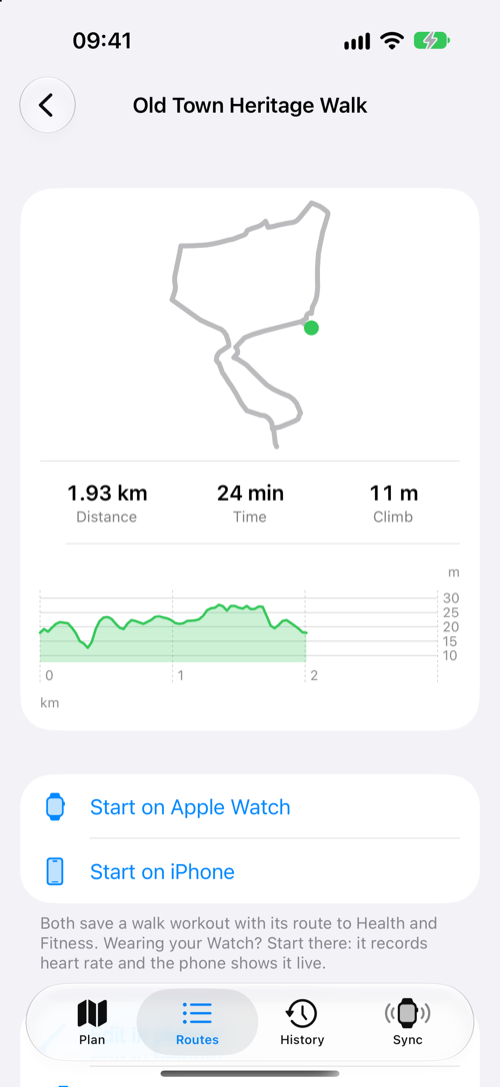 09:41
Old Town Heritage Walk
1.93 km
24 min
11 m
Distance
Time
Climb
m
30
25
20
15
10
0
1
2
km
Start on Apple Watch
Start on iPhone
Both save a walk workout with its route to Health and
Fitness. Wearing your Watch? Start there: it records
heart rate and the phone shows it live.
Plan
Routes
History
Sync